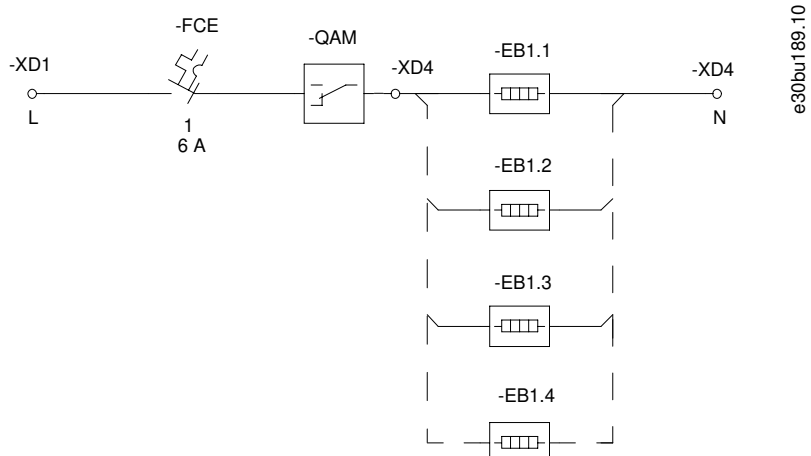 -FCE
-QAM
-EB1.1
-XD1
-XD4
-XD4
L
N
1
6 A
-EB1.2
-EB1.3
-EB1.4
e30bu189.10